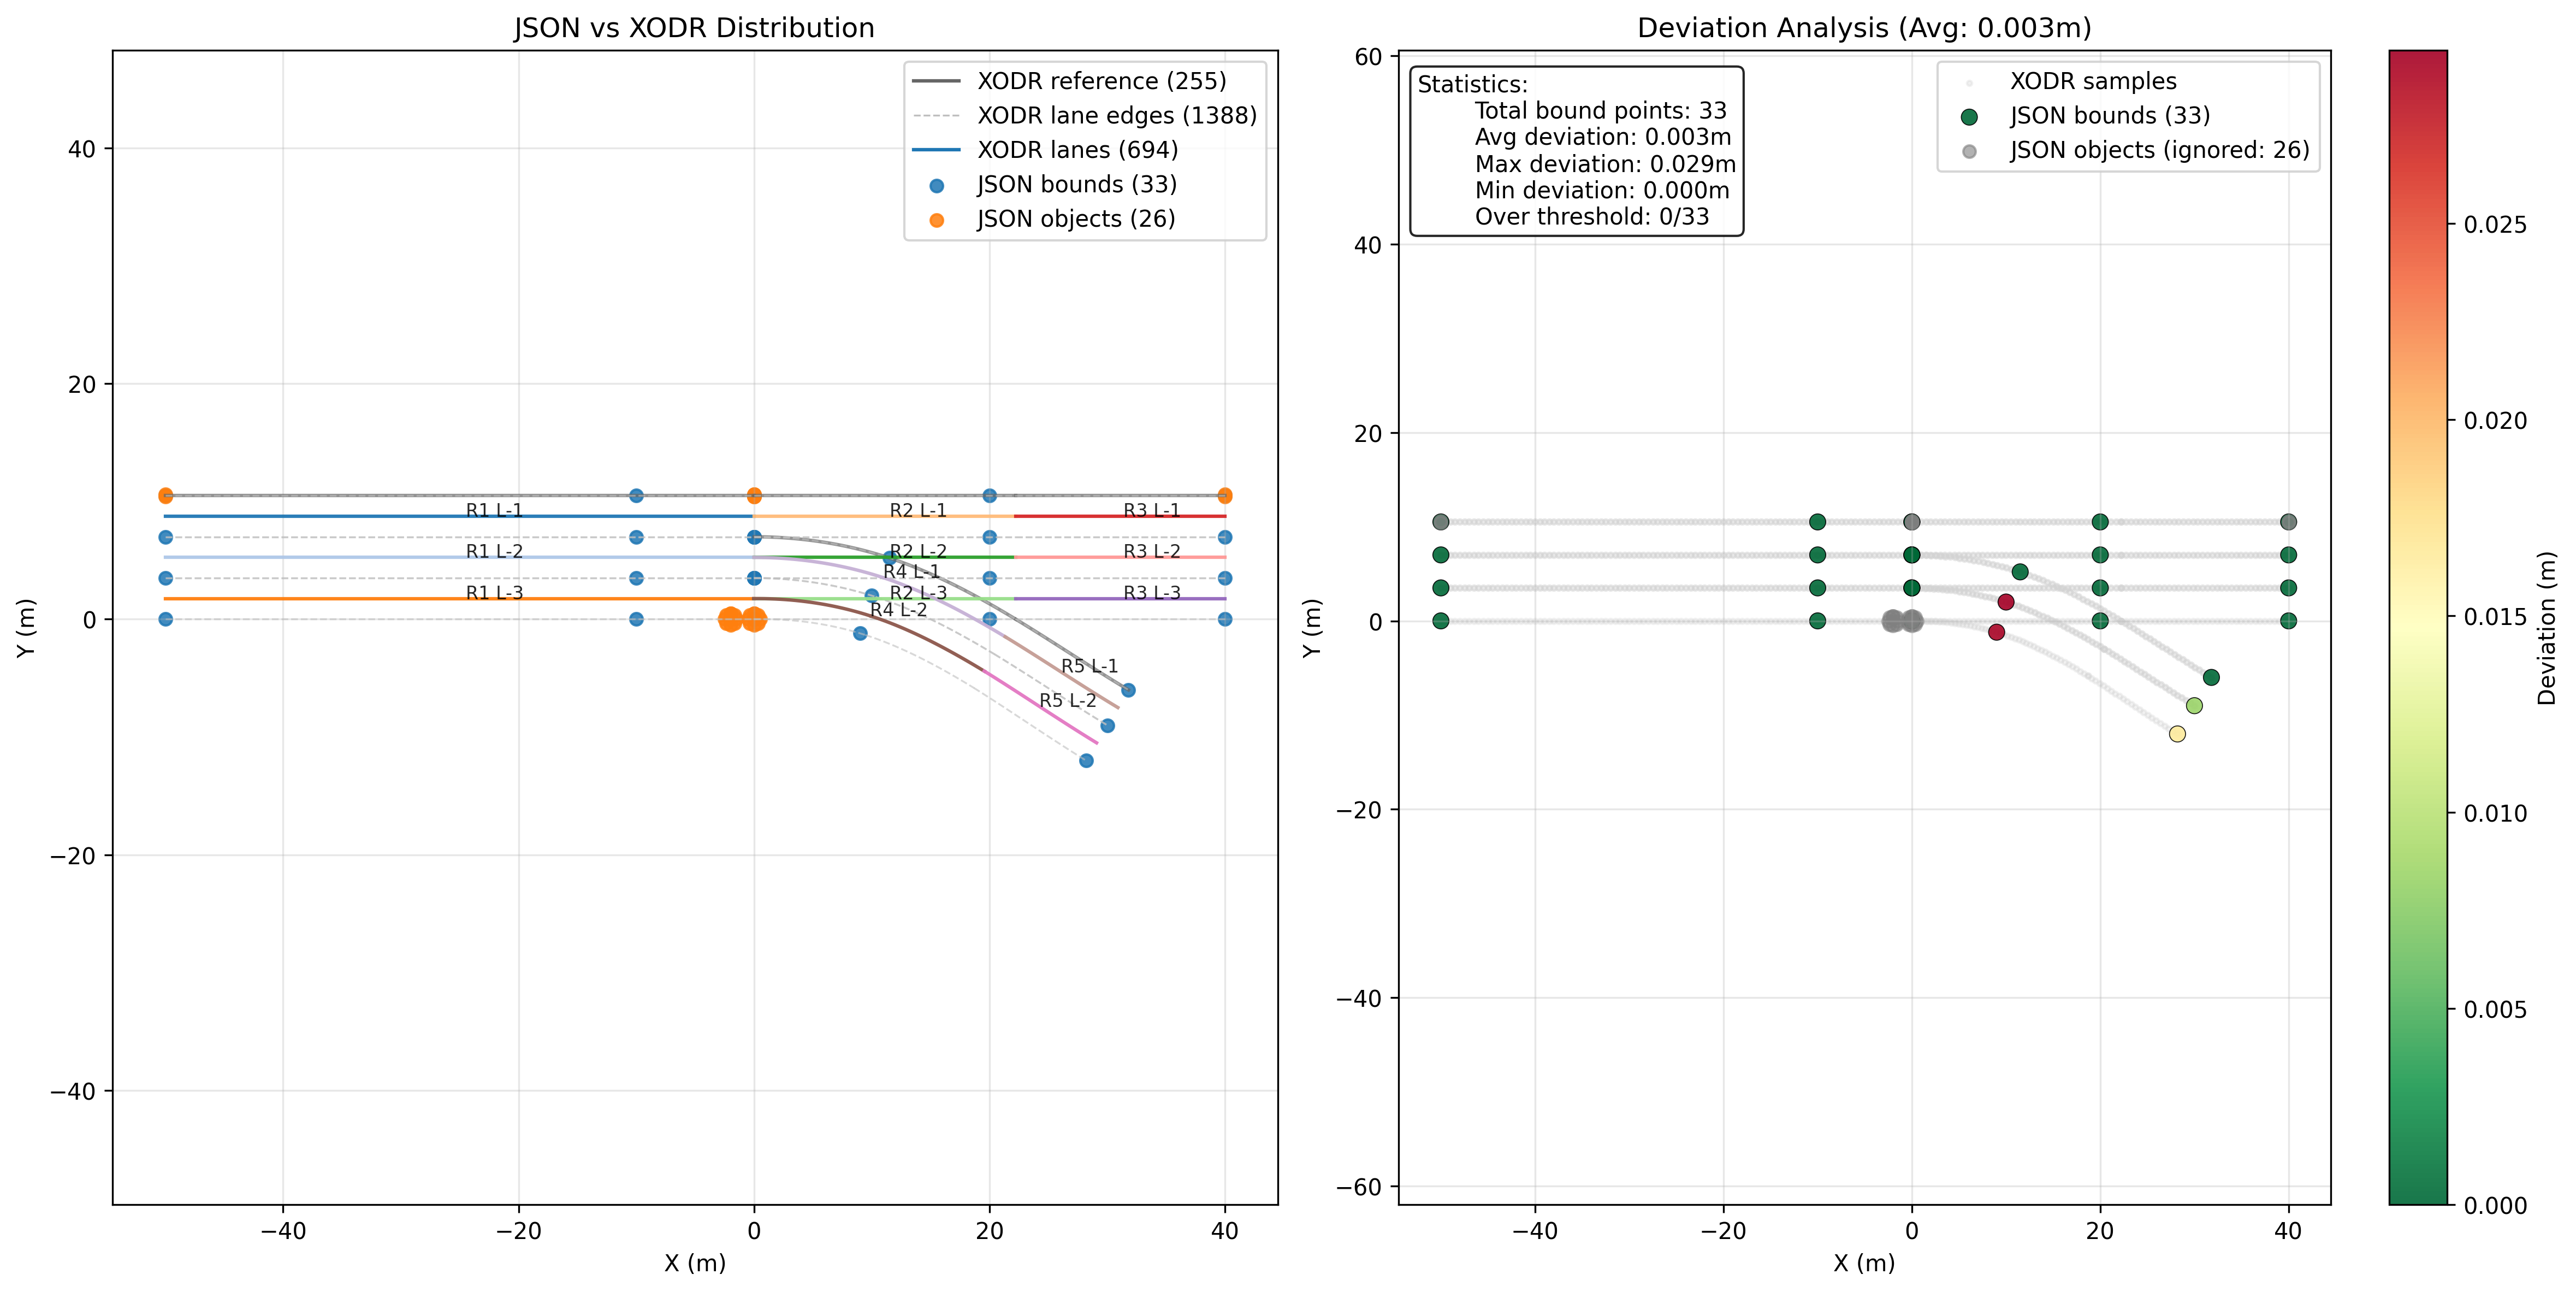 JSON vs XODR Distribution
XODR reference (255)
XODR lane edges (1388)
XODR lanes (694)
JSON bounds (33)
JSON objects (26)
40
20
0
−20
−40
Y (m)
R1 L-1
R2 L-1
R3 L-1
R1 L-2
R2 L-2
R3 L-2
R4 L-1
R1 L-3
R2 L-3
R3 L-3
R4 L-2
R5 L-1
R5 L-2
−40
−20
0
20
40
X (m)
Deviation Analysis (Avg: 0.003m)
Statistics:
Total bound points: 33
Avg deviation: 0.003m
Max deviation: 0.029m
Min deviation: 0.000m
Over threshold: 0/33
XODR samples
JSON bounds (33)
JSON objects (ignored: 26)
60
40
20
0
−20
−40
−60
Y (m)
−40
−20
0
20
40
X (m)
0.025
0.020
0.015
0.010
0.005
0.000
Deviation (m)